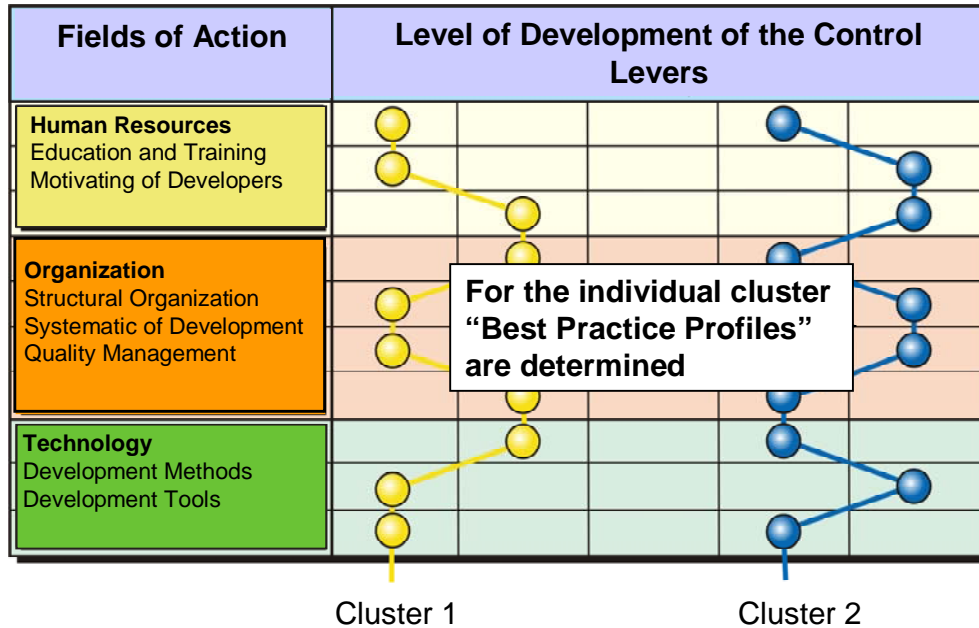 Fields of Action
Level of Development of the Control
Levers
Human Resources
Education and Training
Motivating of Developers
Organization
Structural Organization
Systematic of Development
Quality Management
For the individual cluster
“Best Practice Profiles”
are determined
Technology
Development Methods
Development Tools
Cluster 1
Cluster 2